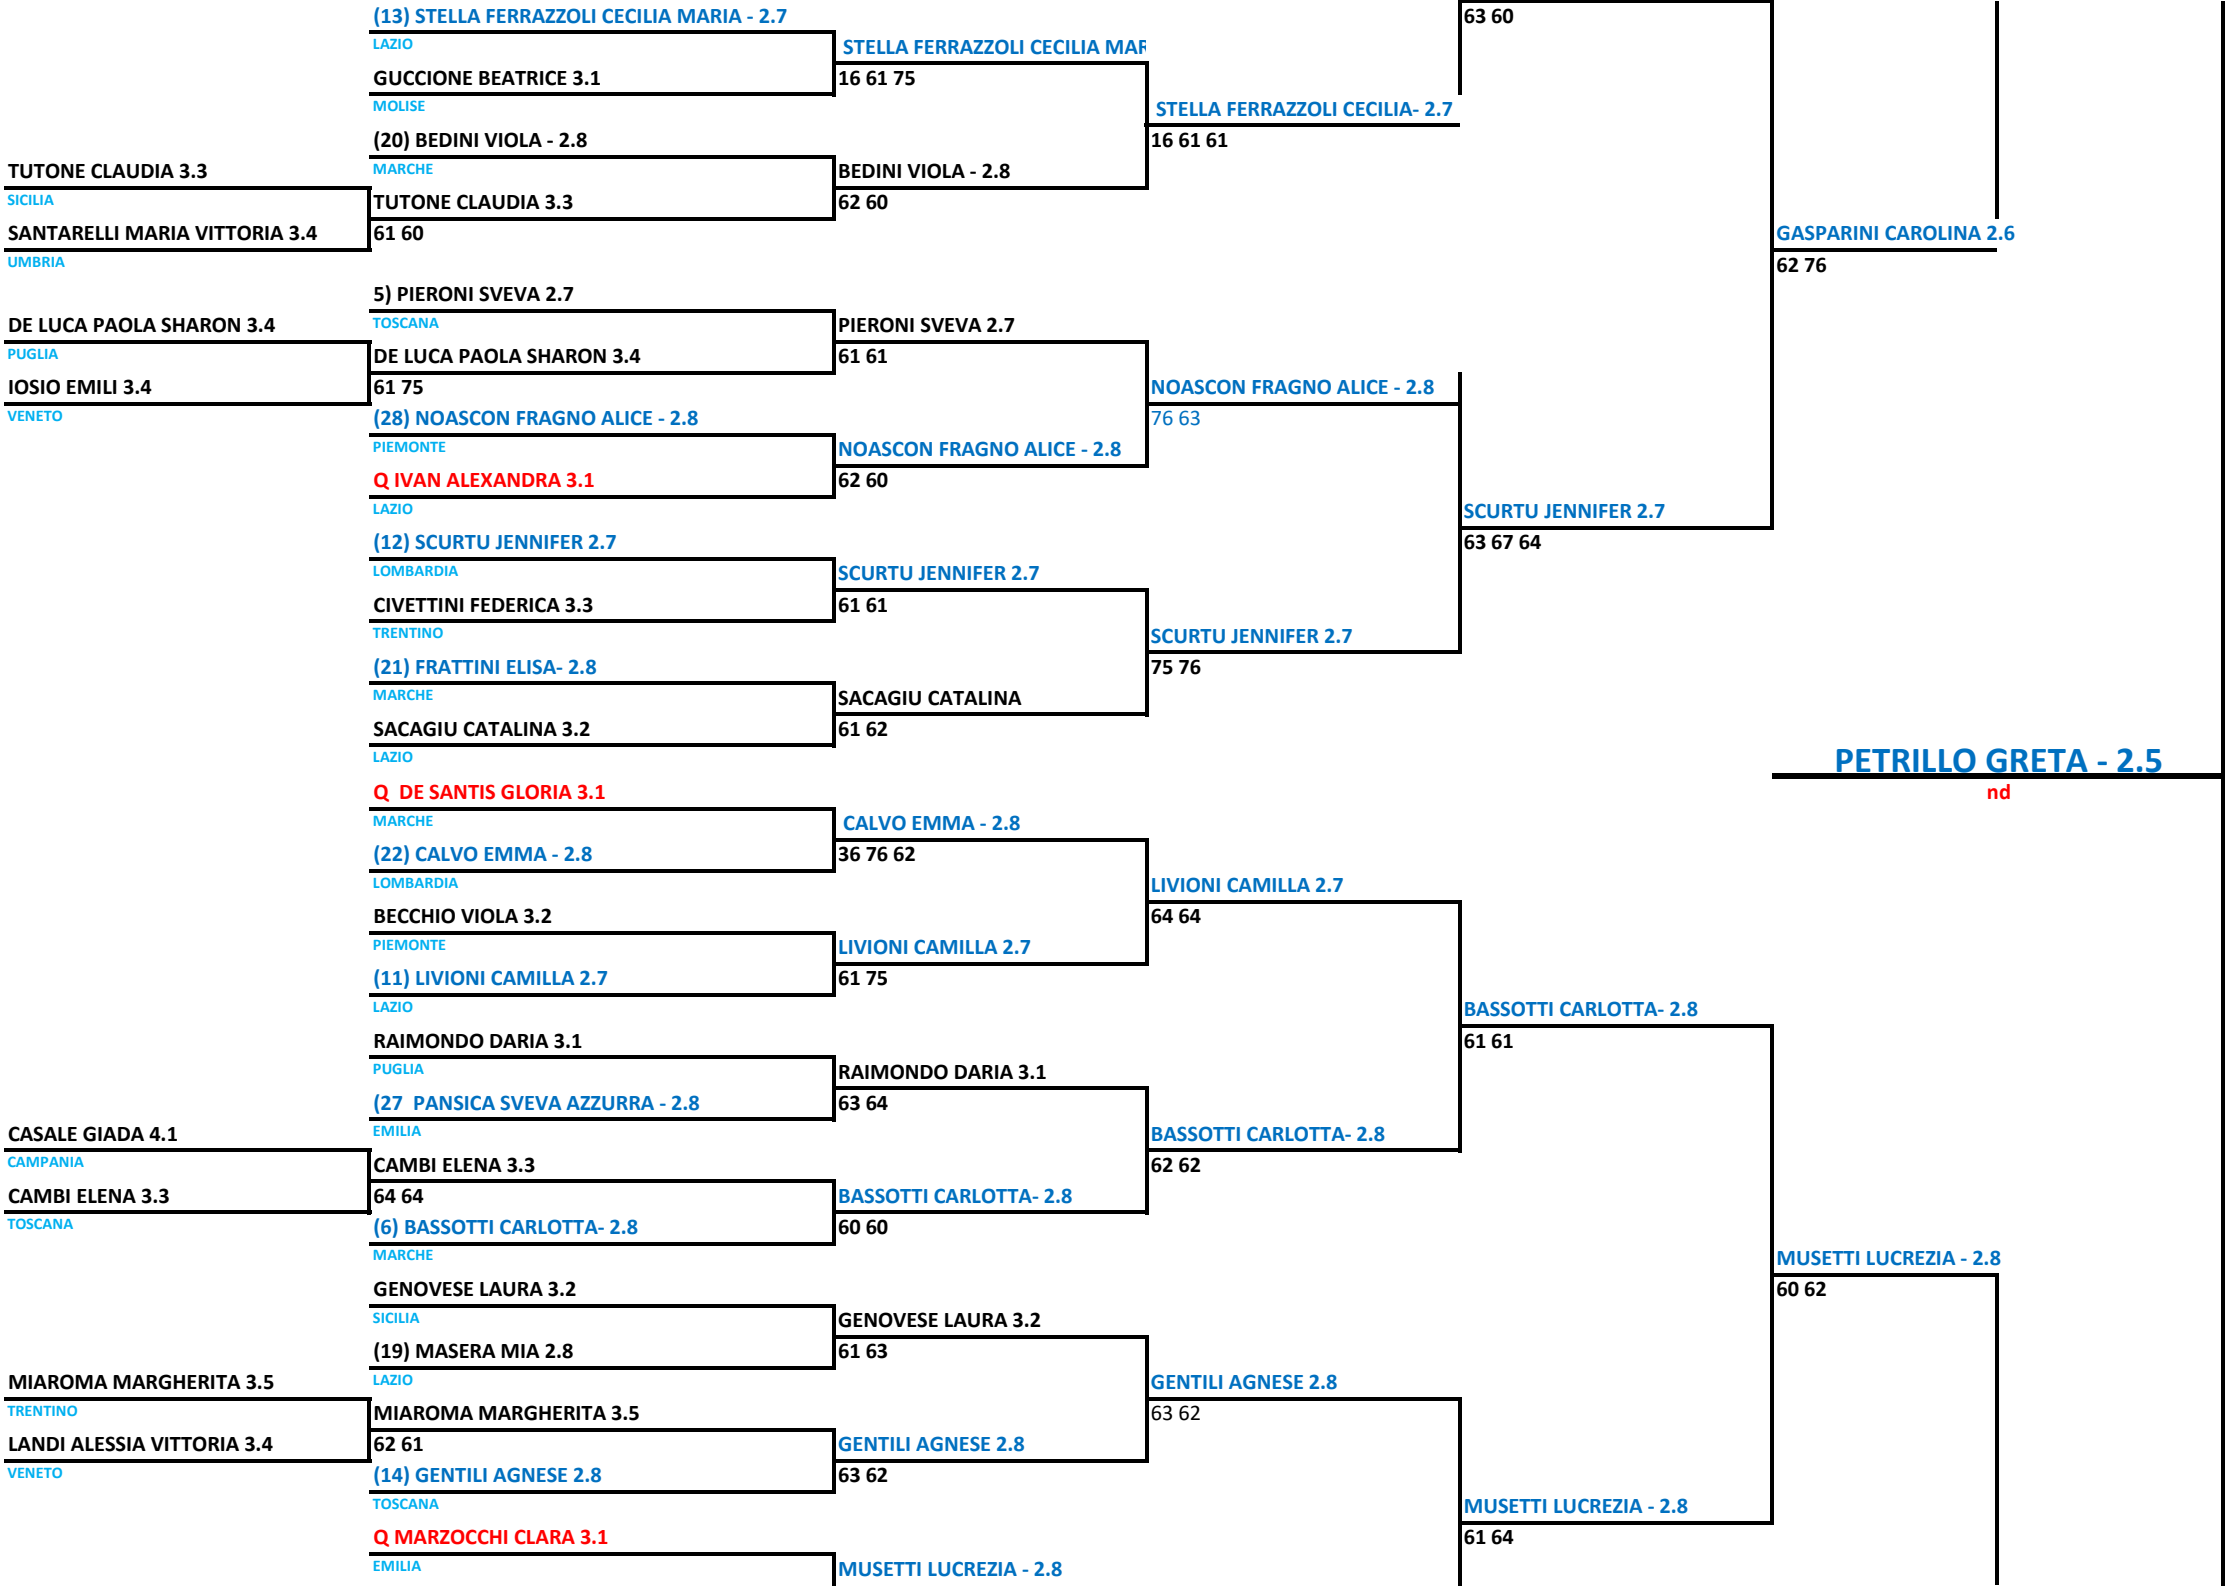 (13) STELLA FERRAZZOLI CECILIA MARIA - 2.7
63 60
LAZIO
STELLA FERRAZZOLI CECILIA MAR
GUCCIONE BEATRICE 3.1
16 61 75
MOLISE
STELLA FERRAZZOLI CECILIA- 2.7
(20) BEDINI VIOLA - 2.8
16 61 61
TUTONE CLAUDIA 3.3
MARCHE
BEDINI VIOLA - 2.8
SICILIA
TUTONE CLAUDIA 3.3
62 60
SANTARELLI MARIA VITTORIA 3.4
61 60
GASPARINI CAROLINA 2.6
UMBRIA
62 76
5) PIERONI SVEVA 2.7
DE LUCA PAOLA SHARON 3.4
TOSCANA
PIERONI SVEVA 2.7
PUGLIA
DE LUCA PAOLA SHARON 3.4
61 61
IOSIO EMILI 3.4
61 75
NOASCON FRAGNO ALICE - 2.8
VENETO
(28) NOASCON FRAGNO ALICE - 2.8
76 63
PIEMONTE
NOASCON FRAGNO ALICE - 2.8
Q IVAN ALEXANDRA 3.1
62 60
LAZIO
SCURTU JENNIFER 2.7
(12) SCURTU JENNIFER 2.7
63 67 64
LOMBARDIA
SCURTU JENNIFER 2.7
CIVETTINI FEDERICA 3.3
61 61
TRENTINO
SCURTU JENNIFER 2.7
(21) FRATTINI ELISA- 2.8
75 76
MARCHE
SACAGIU CATALINA
SACAGIU CATALINA 3.2
61 62
LAZIO
PETRILLO GRETA - 2.5
Q  DE SANTIS GLORIA 3.1
nd
MARCHE
CALVO EMMA - 2.8
(22) CALVO EMMA - 2.8
36 76 62
LOMBARDIA
LIVIONI CAMILLA 2.7
BECCHIO VIOLA 3.2
64 64
PIEMONTE
LIVIONI CAMILLA 2.7
(11) LIVIONI CAMILLA 2.7
61 75
LAZIO
BASSOTTI CARLOTTA- 2.8
RAIMONDO DARIA 3.1
61 61
PUGLIA
RAIMONDO DARIA 3.1
(27  PANSICA SVEVA AZZURRA - 2.8
63 64
CASALE GIADA 4.1
EMILIA
BASSOTTI CARLOTTA- 2.8
CAMPANIA
CAMBI ELENA 3.3
62 62
CAMBI ELENA 3.3
64 64
BASSOTTI CARLOTTA- 2.8
TOSCANA
(6) BASSOTTI CARLOTTA- 2.8
60 60
MARCHE
MUSETTI LUCREZIA - 2.8
GENOVESE LAURA 3.2
60 62
SICILIA
GENOVESE LAURA 3.2
(19) MASERA MIA 2.8
61 63
MIAROMA MARGHERITA 3.5
LAZIO
GENTILI AGNESE 2.8
TRENTINO
MIAROMA MARGHERITA 3.5
63 62
LANDI ALESSIA VITTORIA 3.4
62 61
GENTILI AGNESE 2.8
VENETO
(14) GENTILI AGNESE 2.8
63 62
TOSCANA
MUSETTI LUCREZIA - 2.8
Q MARZOCCHI CLARA 3.1
61 64
EMILIA
MUSETTI LUCREZIA - 2.8